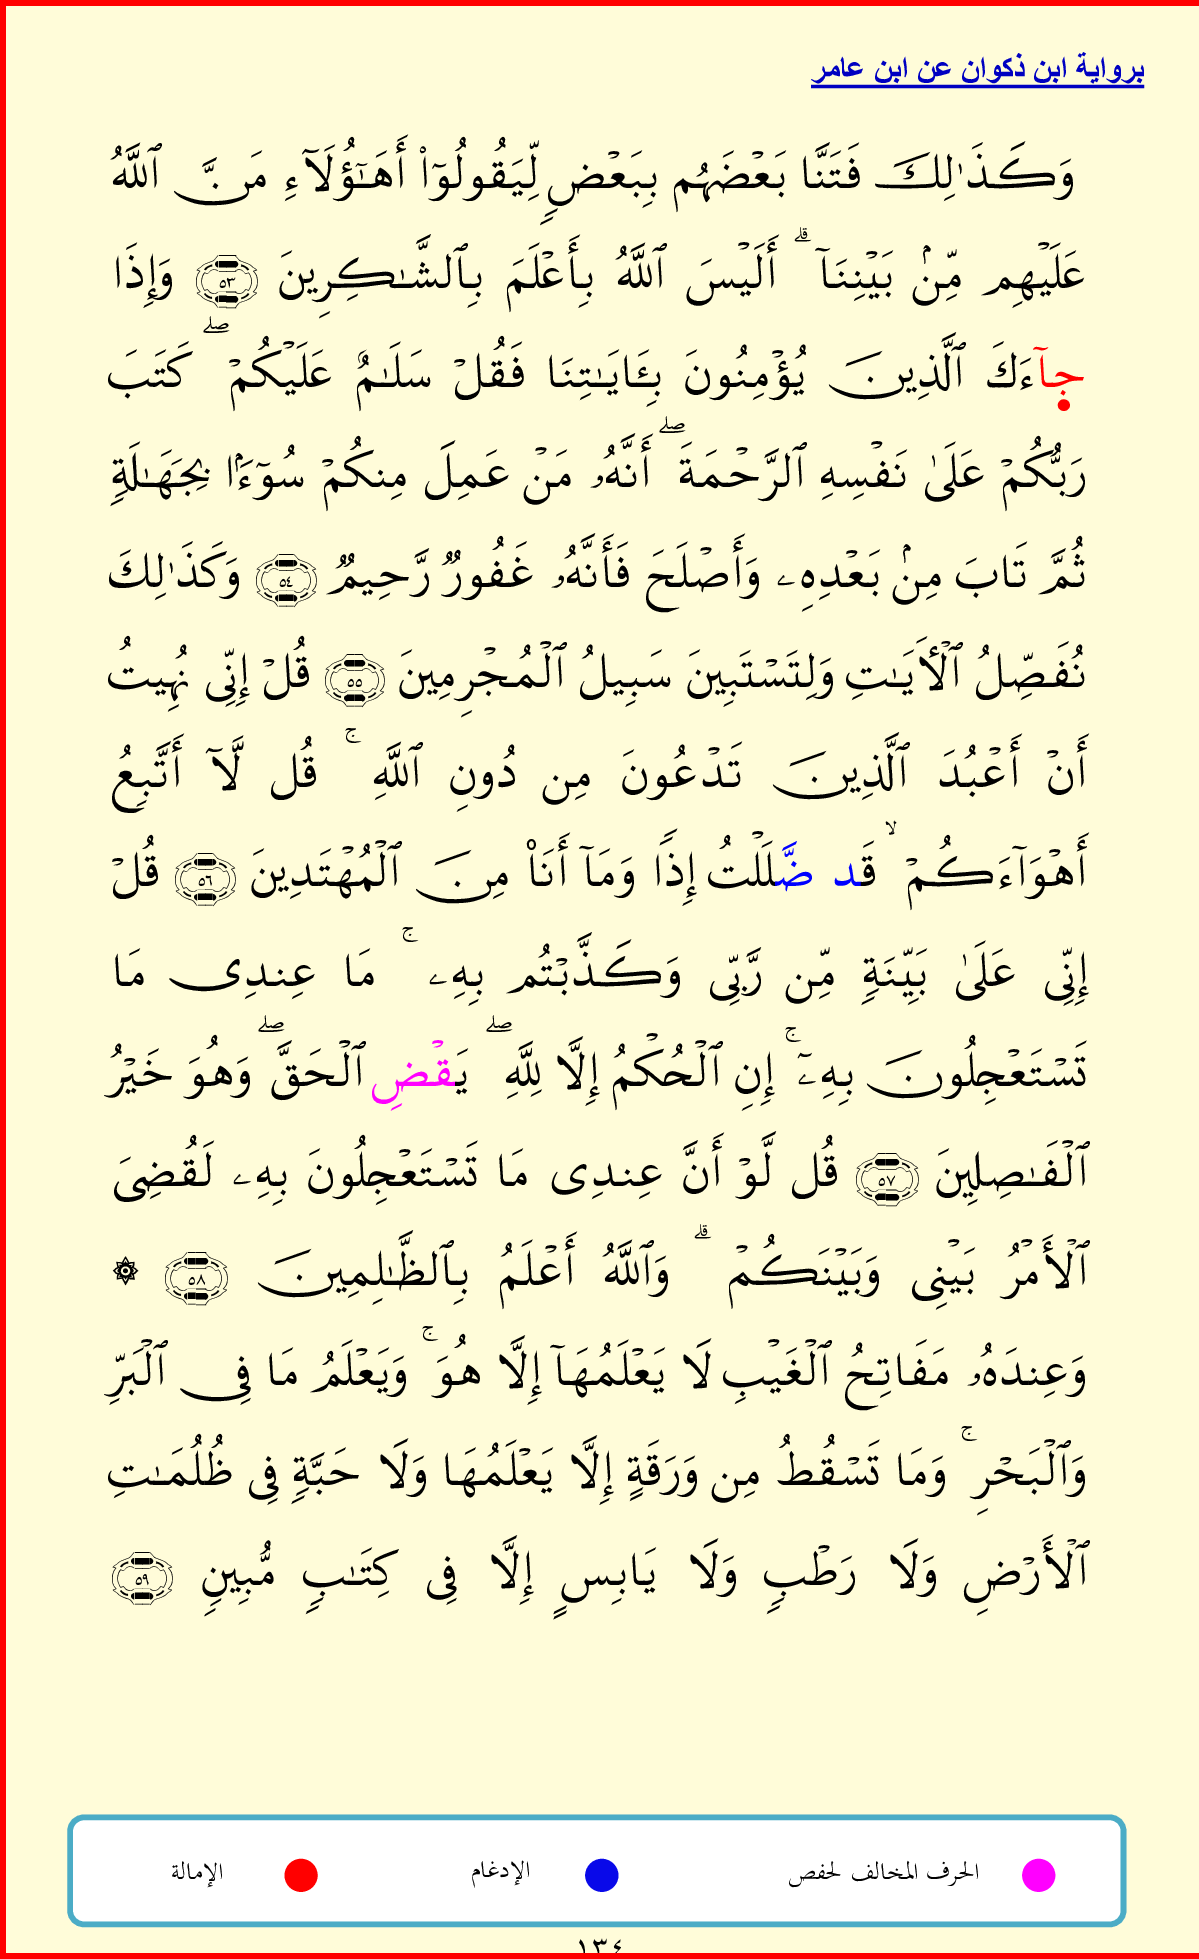 برواية ابن ذكوان عن ابن عامر
وَكَذَٰلِكَ فَتَنَّا بَعۡضَهُم بِبَعۡضٖ لِّيَقُولُوٓاْ أَهَٰٓؤُلَآءِ مَنَّ ٱللَّهُ
عَلَيۡهِم مِّنۢ بَيۡنِنَآۗ أَلَيۡسَ ٱللَّهُ بِأَعۡلَمَ بِٱلشَّٰكِرِينَ ٥٣ وَإِذَا
جَآءَكَ ٱلَّذِينَ يُؤۡمِنُونَ بِـَٔايَٰتِنَا فَقُلۡ سَلَٰمٌ عَلَيۡكُمۡۖ كَتَبَ
رَبُّكُمۡ عَلَىٰ نَفۡسِهِ ٱلرَّحۡمَةَۖ أَنَّهُۥ مَنۡ عَمِلَ مِنكُمۡ سُوٓءَۢا بِجَهَٰلَةٖ
ثُمَّ تَابَ مِنۢ بَعۡدِهِۦ وَأَصۡلَحَ فَأَنَّهُۥ غَفُورٞ رَّحِيمٞ ٥٤ وَكَذَٰلِكَ
نُفَصِّلُ ٱلۡأٓيَٰتِ وَلِتَسۡتَبِينَ سَبِيلُ ٱلۡمُجۡرِمِينَ ٥٥ قُلۡ إِنِّي نُهِيتُ
أَنۡ أَعۡبُدَ ٱلَّذِينَ تَدۡعُونَ مِن دُونِ ٱللَّهِۚ قُل لَّآ أَتَّبِعُ
أَهۡوَآءَكُمۡۙ قَد ضَّلَلۡتُ إِذٗا وَمَآ أَنَا۠ مِنَ ٱلۡمُهۡتَدِينَ ٥٦ قُلۡ
إِنِّي عَلَىٰ بَيِّنَةٖ مِّن رَّبِّي وَكَذَّبۡتُم بِهِۦۚ مَا عِندِي مَا
تَسۡتَعۡجِلُونَ بِهِۦٓۚ إِنِ ٱلۡحُكۡمُ إِلَّا لِلَّهِۖ يَقۡضِ ٱلۡحَقَّۖ وَهُوَ خَيۡرُ
ٱلۡفَٰصِلِينَ ٥٧ قُل لَّوۡ أَنَّ عِندِي مَا تَسۡتَعۡجِلُونَ بِهِۦ لَقُضِيَ
ٱلۡأَمۡرُ بَيۡنِي وَبَيۡنَكُمۡۗ وَٱللَّهُ أَعۡلَمُ بِٱلظَّٰلِمِينَ ٥٨ ۞
وَعِندَهُۥ مَفَاتِحُ ٱلۡغَيۡبِ لَا يَعۡلَمُهَآ إِلَّا هُوَۚ وَيَعۡلَمُ مَا فِي ٱلۡبَرِّ
وَٱلۡبَحۡرِۚ وَمَا تَسۡقُطُ مِن وَرَقَةٍ إِلَّا يَعۡلَمُهَا وَلَا حَبَّةٖ فِي ظُلُمَٰتِ
ٱلۡأَرۡضِ وَلَا رَطۡبٖ وَلَا يَابِسٍ إِلَّا فِي كِتَٰبٖ مُّبِينٖ ٥٩
الحرف المخالف لحفص الإدغام الإمالة
١٣٤